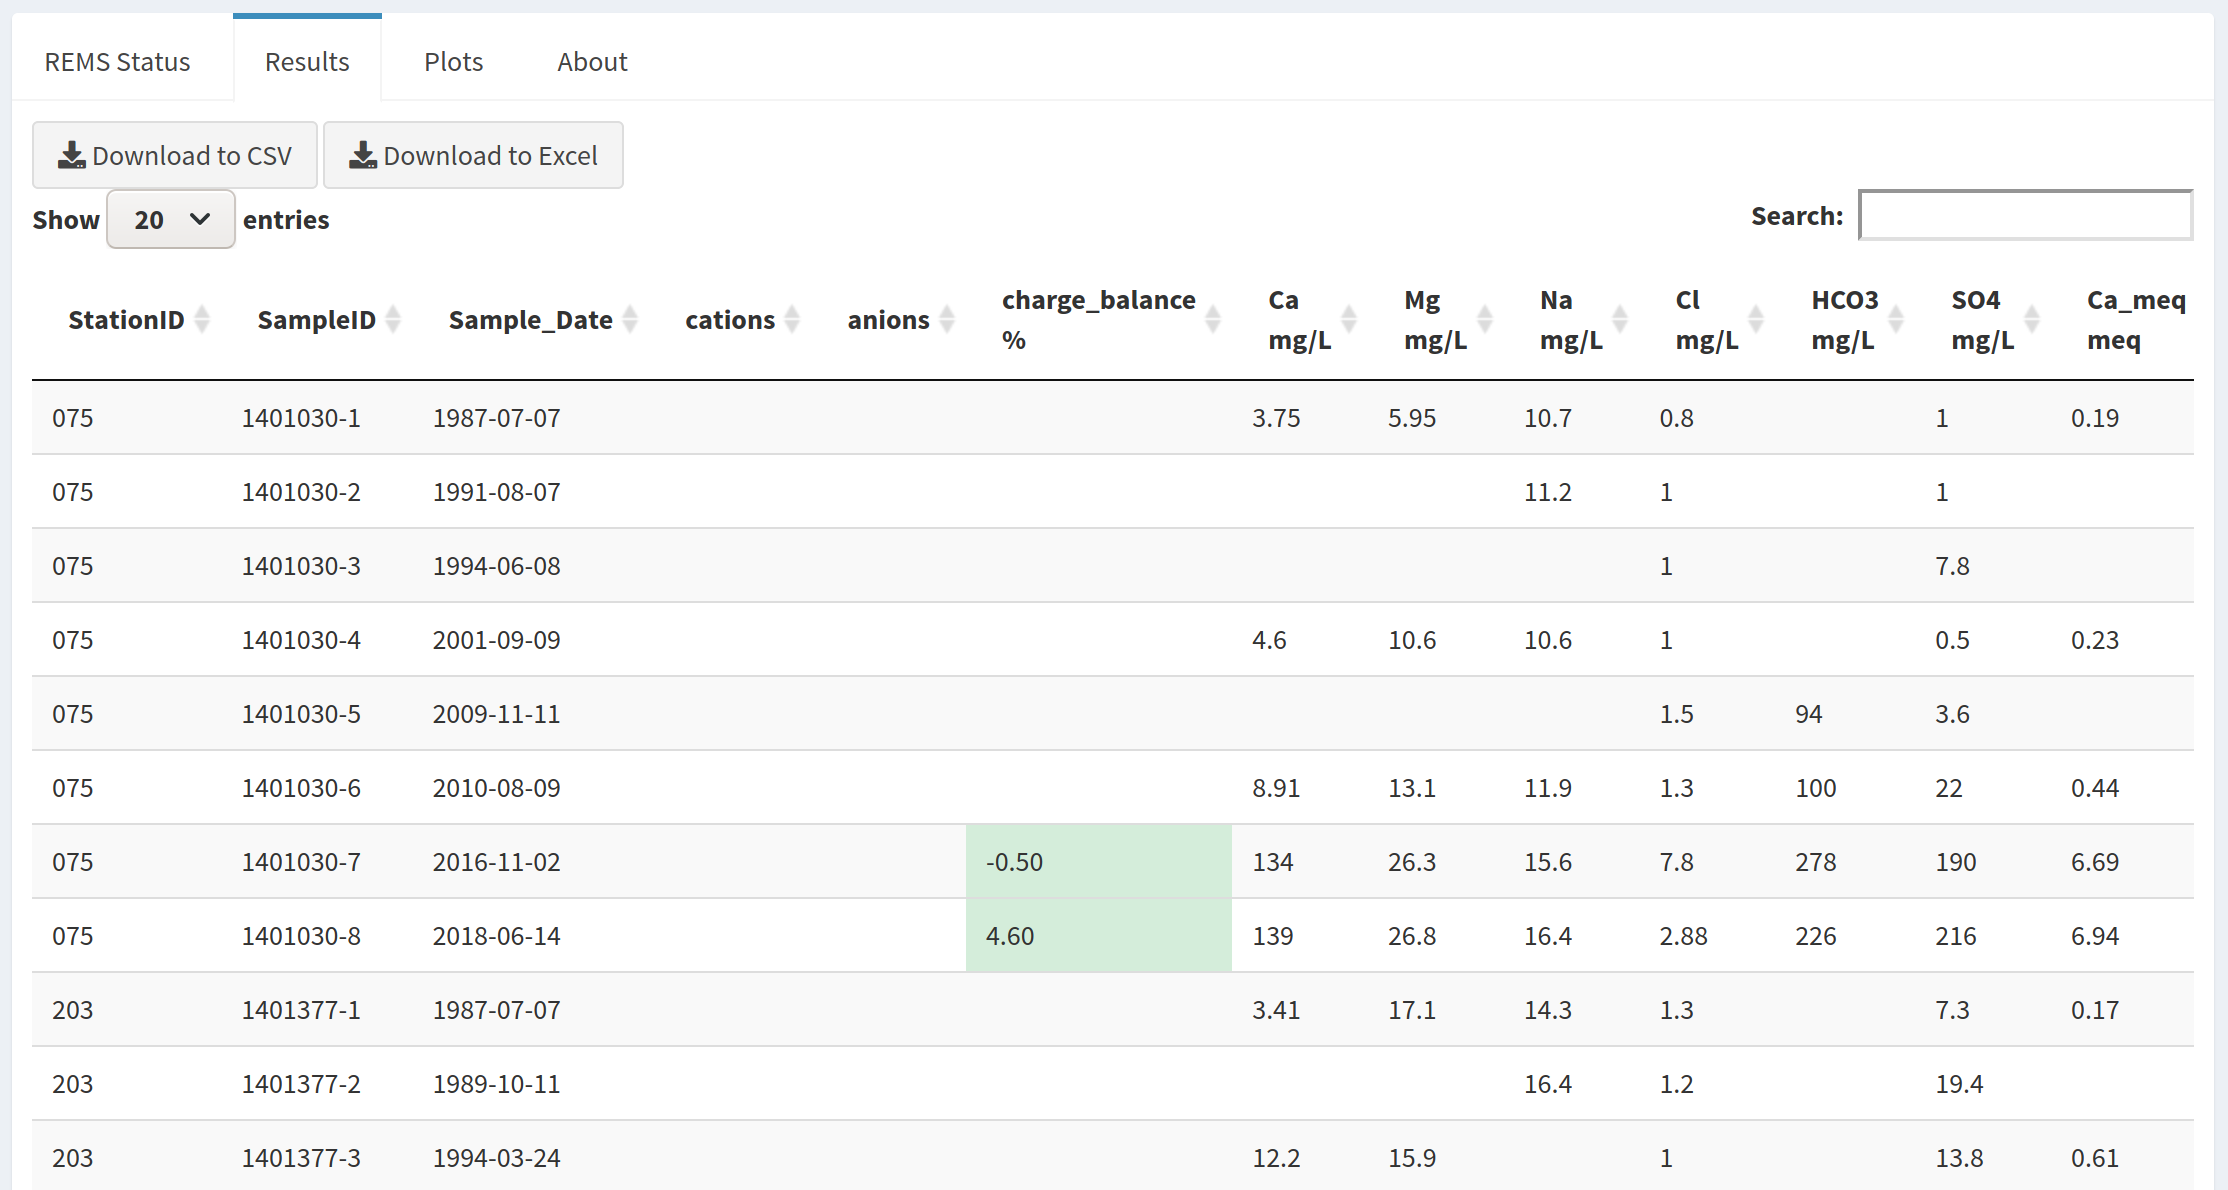 REMS Status Results Plots About
Download to CSV Download to Excel
Show 20 entries Search:
StationID SampleID Sample_Date cations anions charge_balance % Ca mg/L Mg mg/L Na mg/L Cl mg/L HCO3 mg/L SO4 mg/L Ca_meq meq
075 1401030-1 1987-07-07 3.75 5.95 10.7 0.8 1 0.19
075 1401030-2 1991-08-07 11.2 1 1
075 1401030-3 1994-06-08 1 7.8
075 1401030-4 2001-09-09 4.6 10.6 10.6 1 0.5 0.23
075 1401030-5 2009-11-11 1.5 94 3.6
075 1401030-6 2010-08-09 8.91 13.1 11.9 1.3 100 22 0.44
075 1401030-7 2016-11-02 -0.50 134 26.3 15.6 7.8 278 190 6.69
075 1401030-8 2018-06-14 4.60 139 26.8 16.4 2.88 226 216 6.94
203 1401377-1 1987-07-07 3.41 17.1 14.3 1.3 7.3 0.17
203 1401377-2 1989-10-11 16.4 1.2 19.4
203 1401377-3 1994-03-24 12.2 15.9 1 13.8 0.61